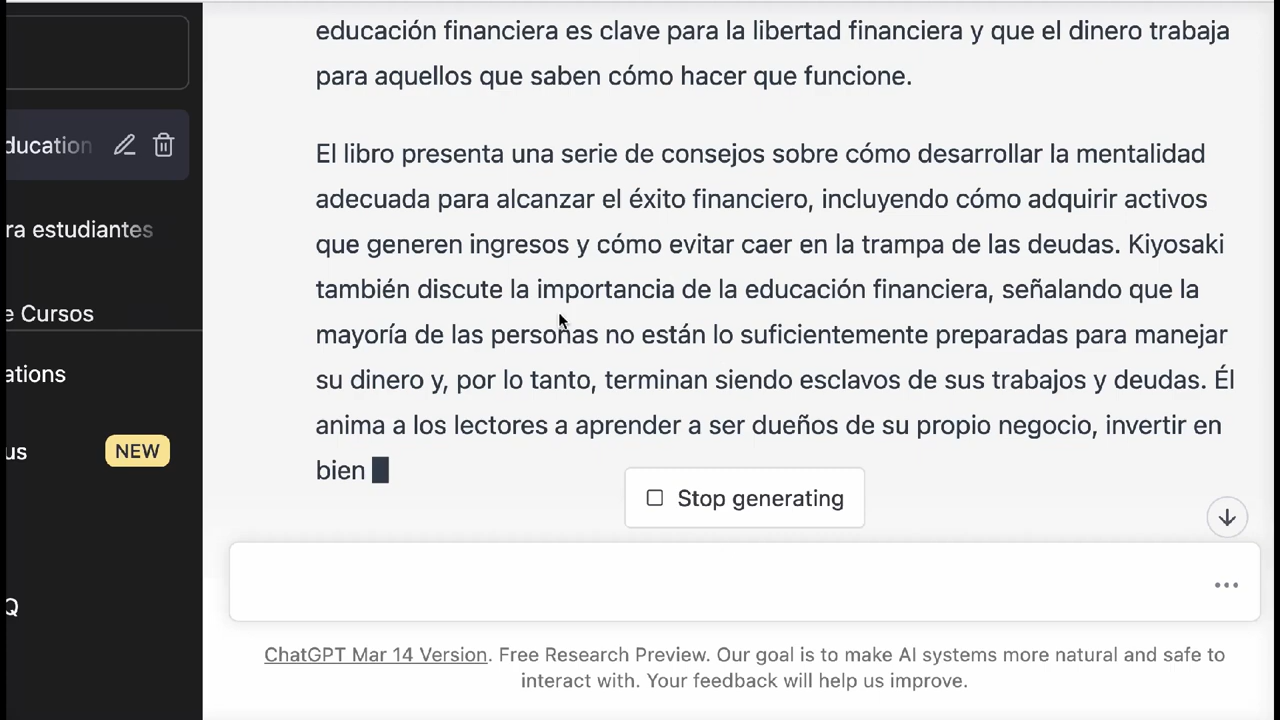 educación financiera es clave para la libertad financiera y que el dinero trabaja
para aquellos que saben cómo hacer que funcione.
El libro presenta una serie de consejos sobre cómo desarrollar la mentalidad
adecuada para alcanzar el éxito financiero, incluyendo cómo adquirir activos
que generen ingresos y cómo evitar caer en la trampa de las deudas. Kiyosaki
también discute la importancia de la educación financiera, señalando que la
mayoría de las personas no están lo suficientemente preparadas para manejar
su dinero y, por lo tanto, terminan siendo esclavos de sus trabajos y deudas. Él
anima a los lectores a aprender a ser dueños de su propio negocio, invertir en
bien
Stop generating
ducation
ra estudiantes
e Cursos
ations
us
NEW
Q
ChatGPT Mar 14 Version. Free Research Preview. Our goal is to make AI systems more natural and safe to
interact with. Your feedback will help us improve.